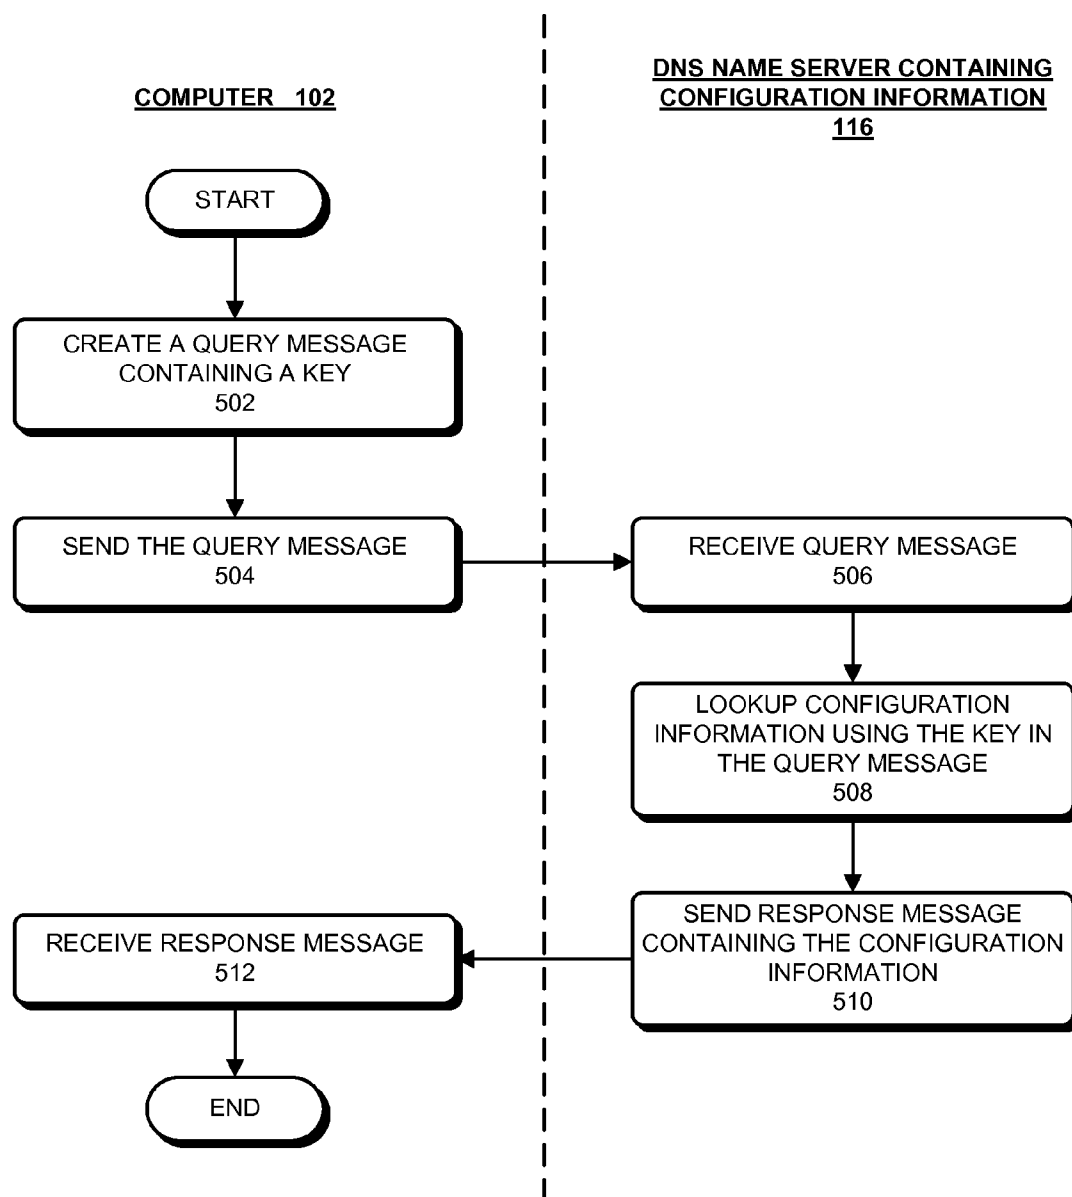 COMPUTER 102
DNS NAME SERVER CONTAINING
CONFIGURATION INFORMATION
116
START
CREATE A QUERY MESSAGE
CONTAINING A KEY
502
SEND THE QUERY MESSAGE
504
RECEIVE QUERY MESSAGE
506
LOOKUP CONFIGURATION
INFORMATION USING THE KEY IN
THE QUERY MESSAGE
508
SEND RESPONSE MESSAGE
CONTAINING THE CONFIGURATION
INFORMATION
510
RECEIVE RESPONSE MESSAGE
512
END